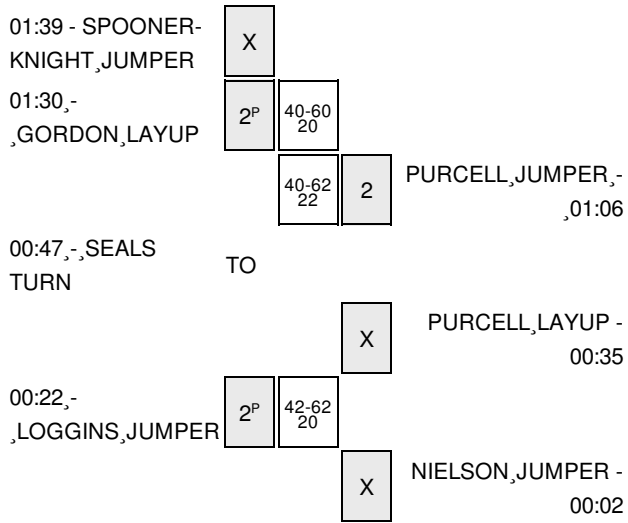 01:39 - SPOONER-
KNIGHT¸JUMPER
X
01:30¸-
¸GORDON¸LAYUP
2ᴾ
40-60
20
40-62
22
2
PURCELL¸JUMPER¸-
¸01:06
00:47¸-¸SEALS
TURN
TO
X
PURCELL¸LAYUP -
00:35
00:22¸-
¸LOGGINS¸JUMPER
2ᴾ
42-62
20
X
NIELSON¸JUMPER -
00:02